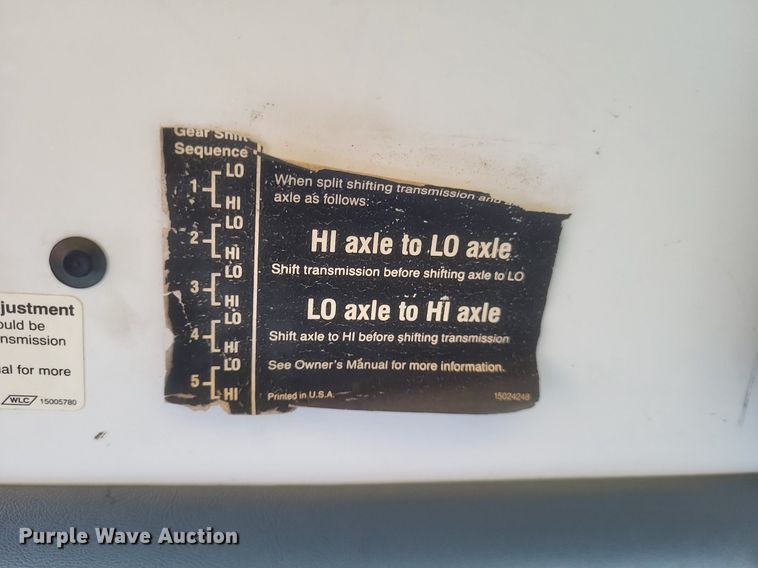 Gear Shift
Sequence
1 LO
HI
2 LO
HI
3 LO
HI
4 LO
HI
5 LO
HI
When split shifting transmission and
axle as follows:
HI axle to LO axle
Shift transmission before shifting axle to LO
LO axle to HI axle
Shift axle to HI before shifting transmission
See Owner's Manual for more information.
Printed in U.S.A.
15024248
justment
ould be
nsmission
al for more
WLC 15005780
Purple Wave Auction